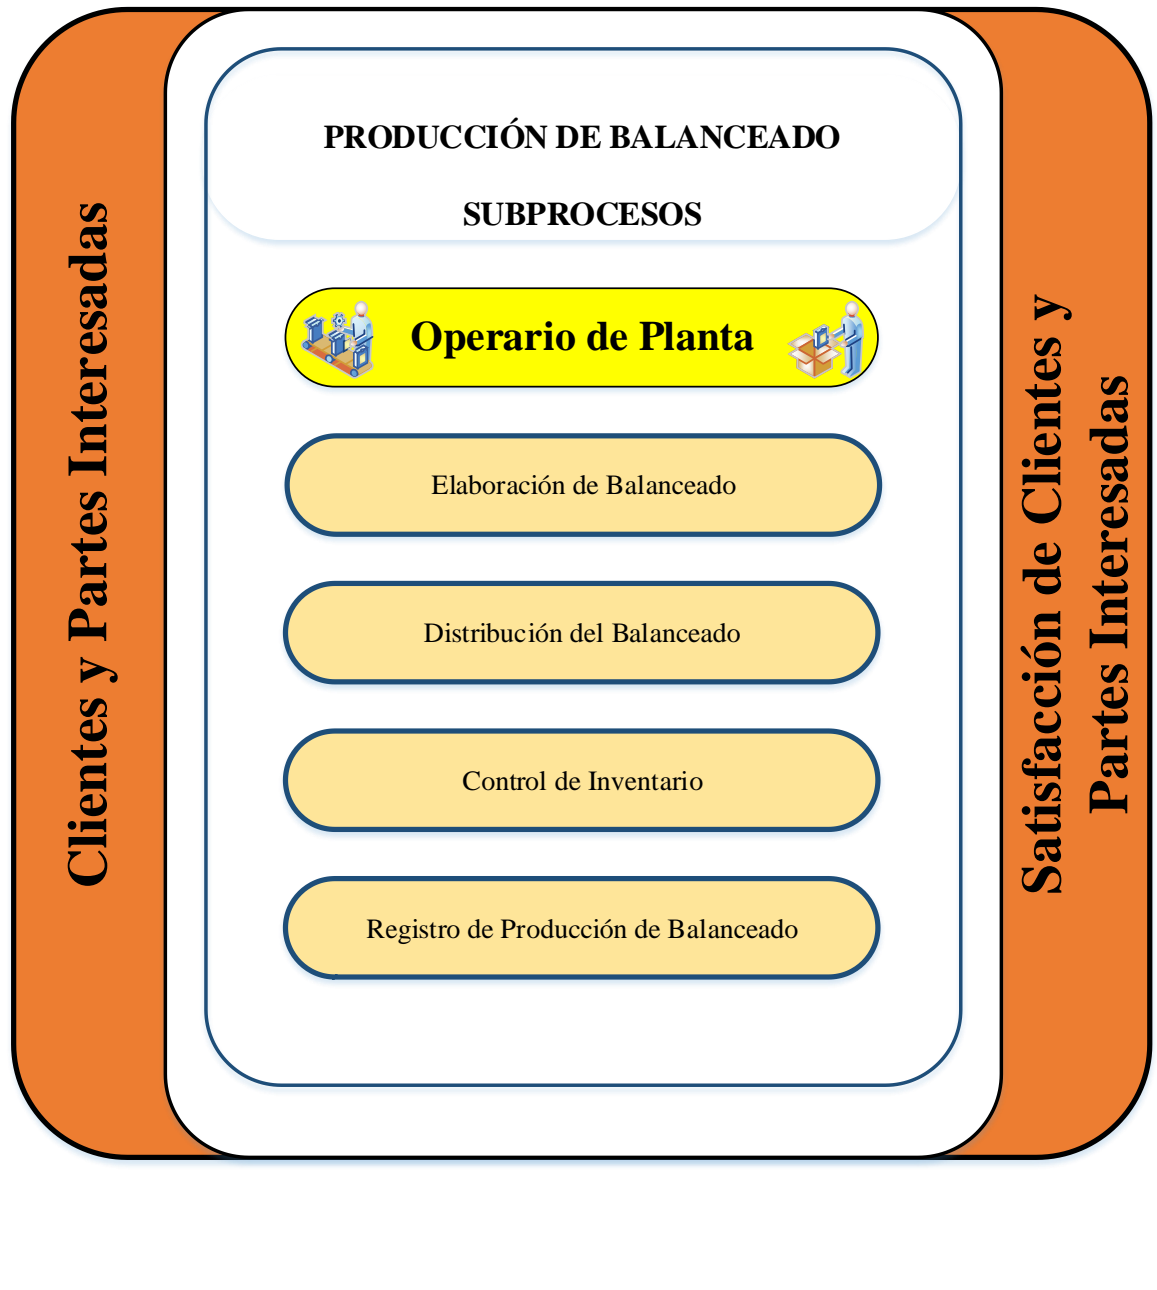 Clientes y Partes Interesadas
PRODUCCIÓN DE BALANCEADO
SUBPROCESOS
Operario de Planta
Elaboración de Balanceado
Distribución del Balanceado
Control de Inventario
Registro de Producción de Balanceado
Satisfacción de Clientes y
Partes Interesadas